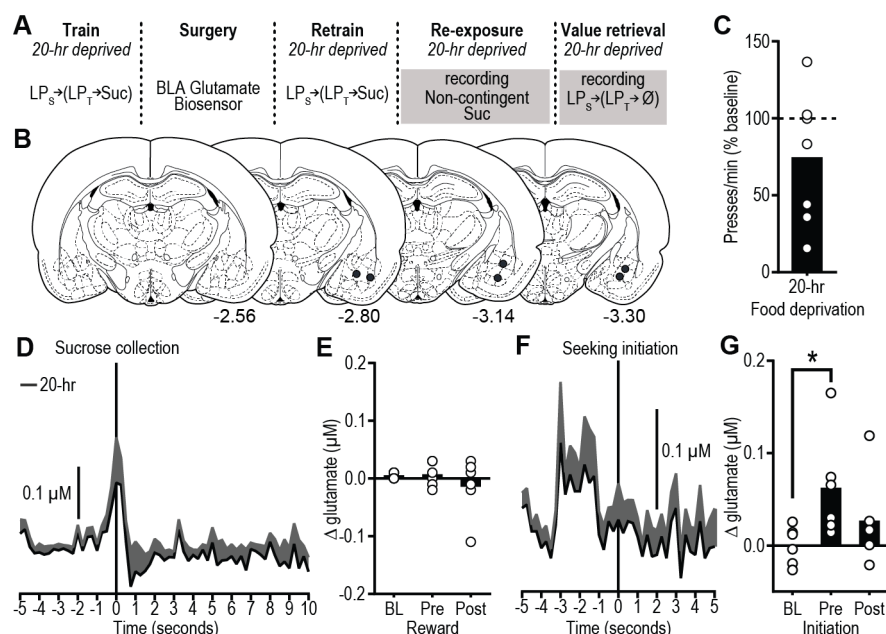 A
Train
20-hr deprived
LPS→(LPT→Suc)
Surgery
BLA Glutamate
Biosensor
Retrain
20-hr deprived
LPS→(LPT→Suc)
Re-exposure
20-hr deprived
recording
Non-contingent
Suc
Value retrieval
20-hr deprived
recording
LPS→(LPT→Ø)
B
-2.56
-2.80
-3.14
-3.30
C
Presses/min (% baseline)
150
100
50
0
20-hr
Food deprivation
D
Sucrose collection
20-hr
0.1 µM
-5 -4 -3 -2 -1 0 1 2 3 4 5 6 7 8 9 10
Time (seconds)
E
Δ glutamate (µM)
0.2
0.1
0.0
-0.1
-0.2
BL Pre Post
Reward
F
Seeking initiation
0.1 µM
-5 -4 -3 -2 -1 0 1 2 3 4 5
Time (seconds)
G
Δ glutamate (µM)
0.2
0.1
0.0
*
BL Pre Post
Initiation